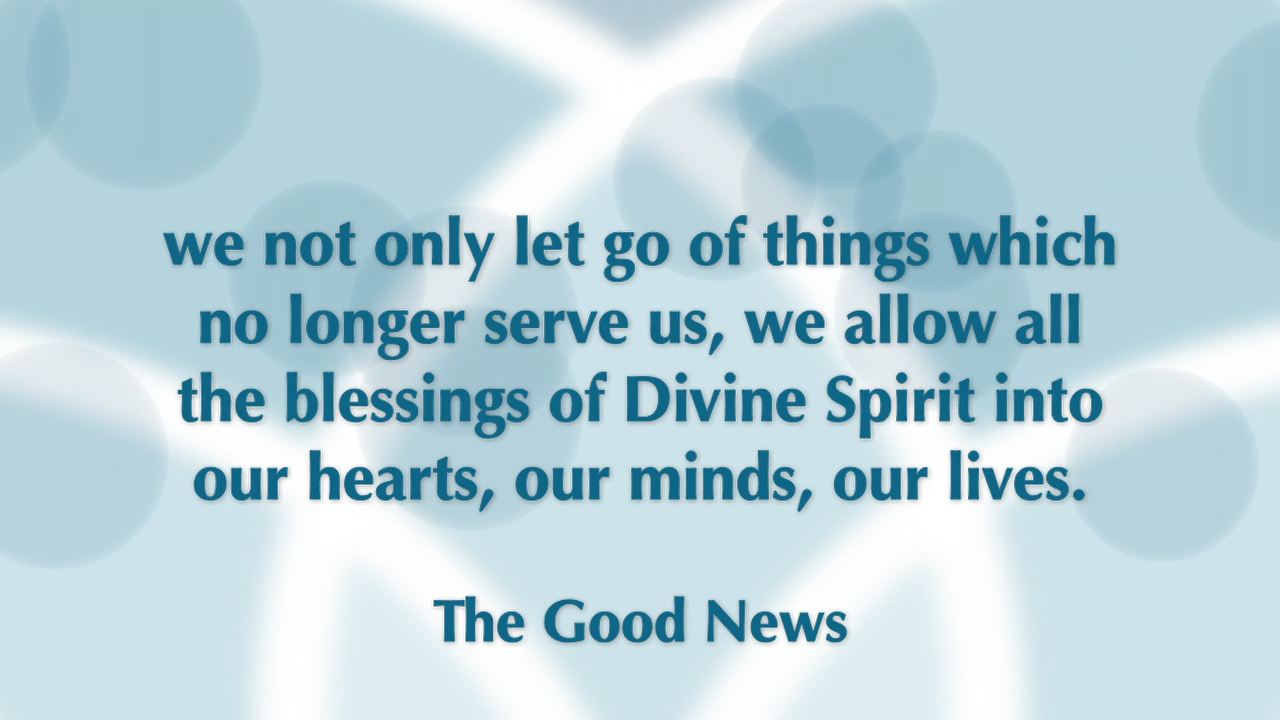 we not only let go of things which
no longer serve us, we allow all
the blessings of Divine Spirit into
our hearts, our minds, our lives.
The Good News